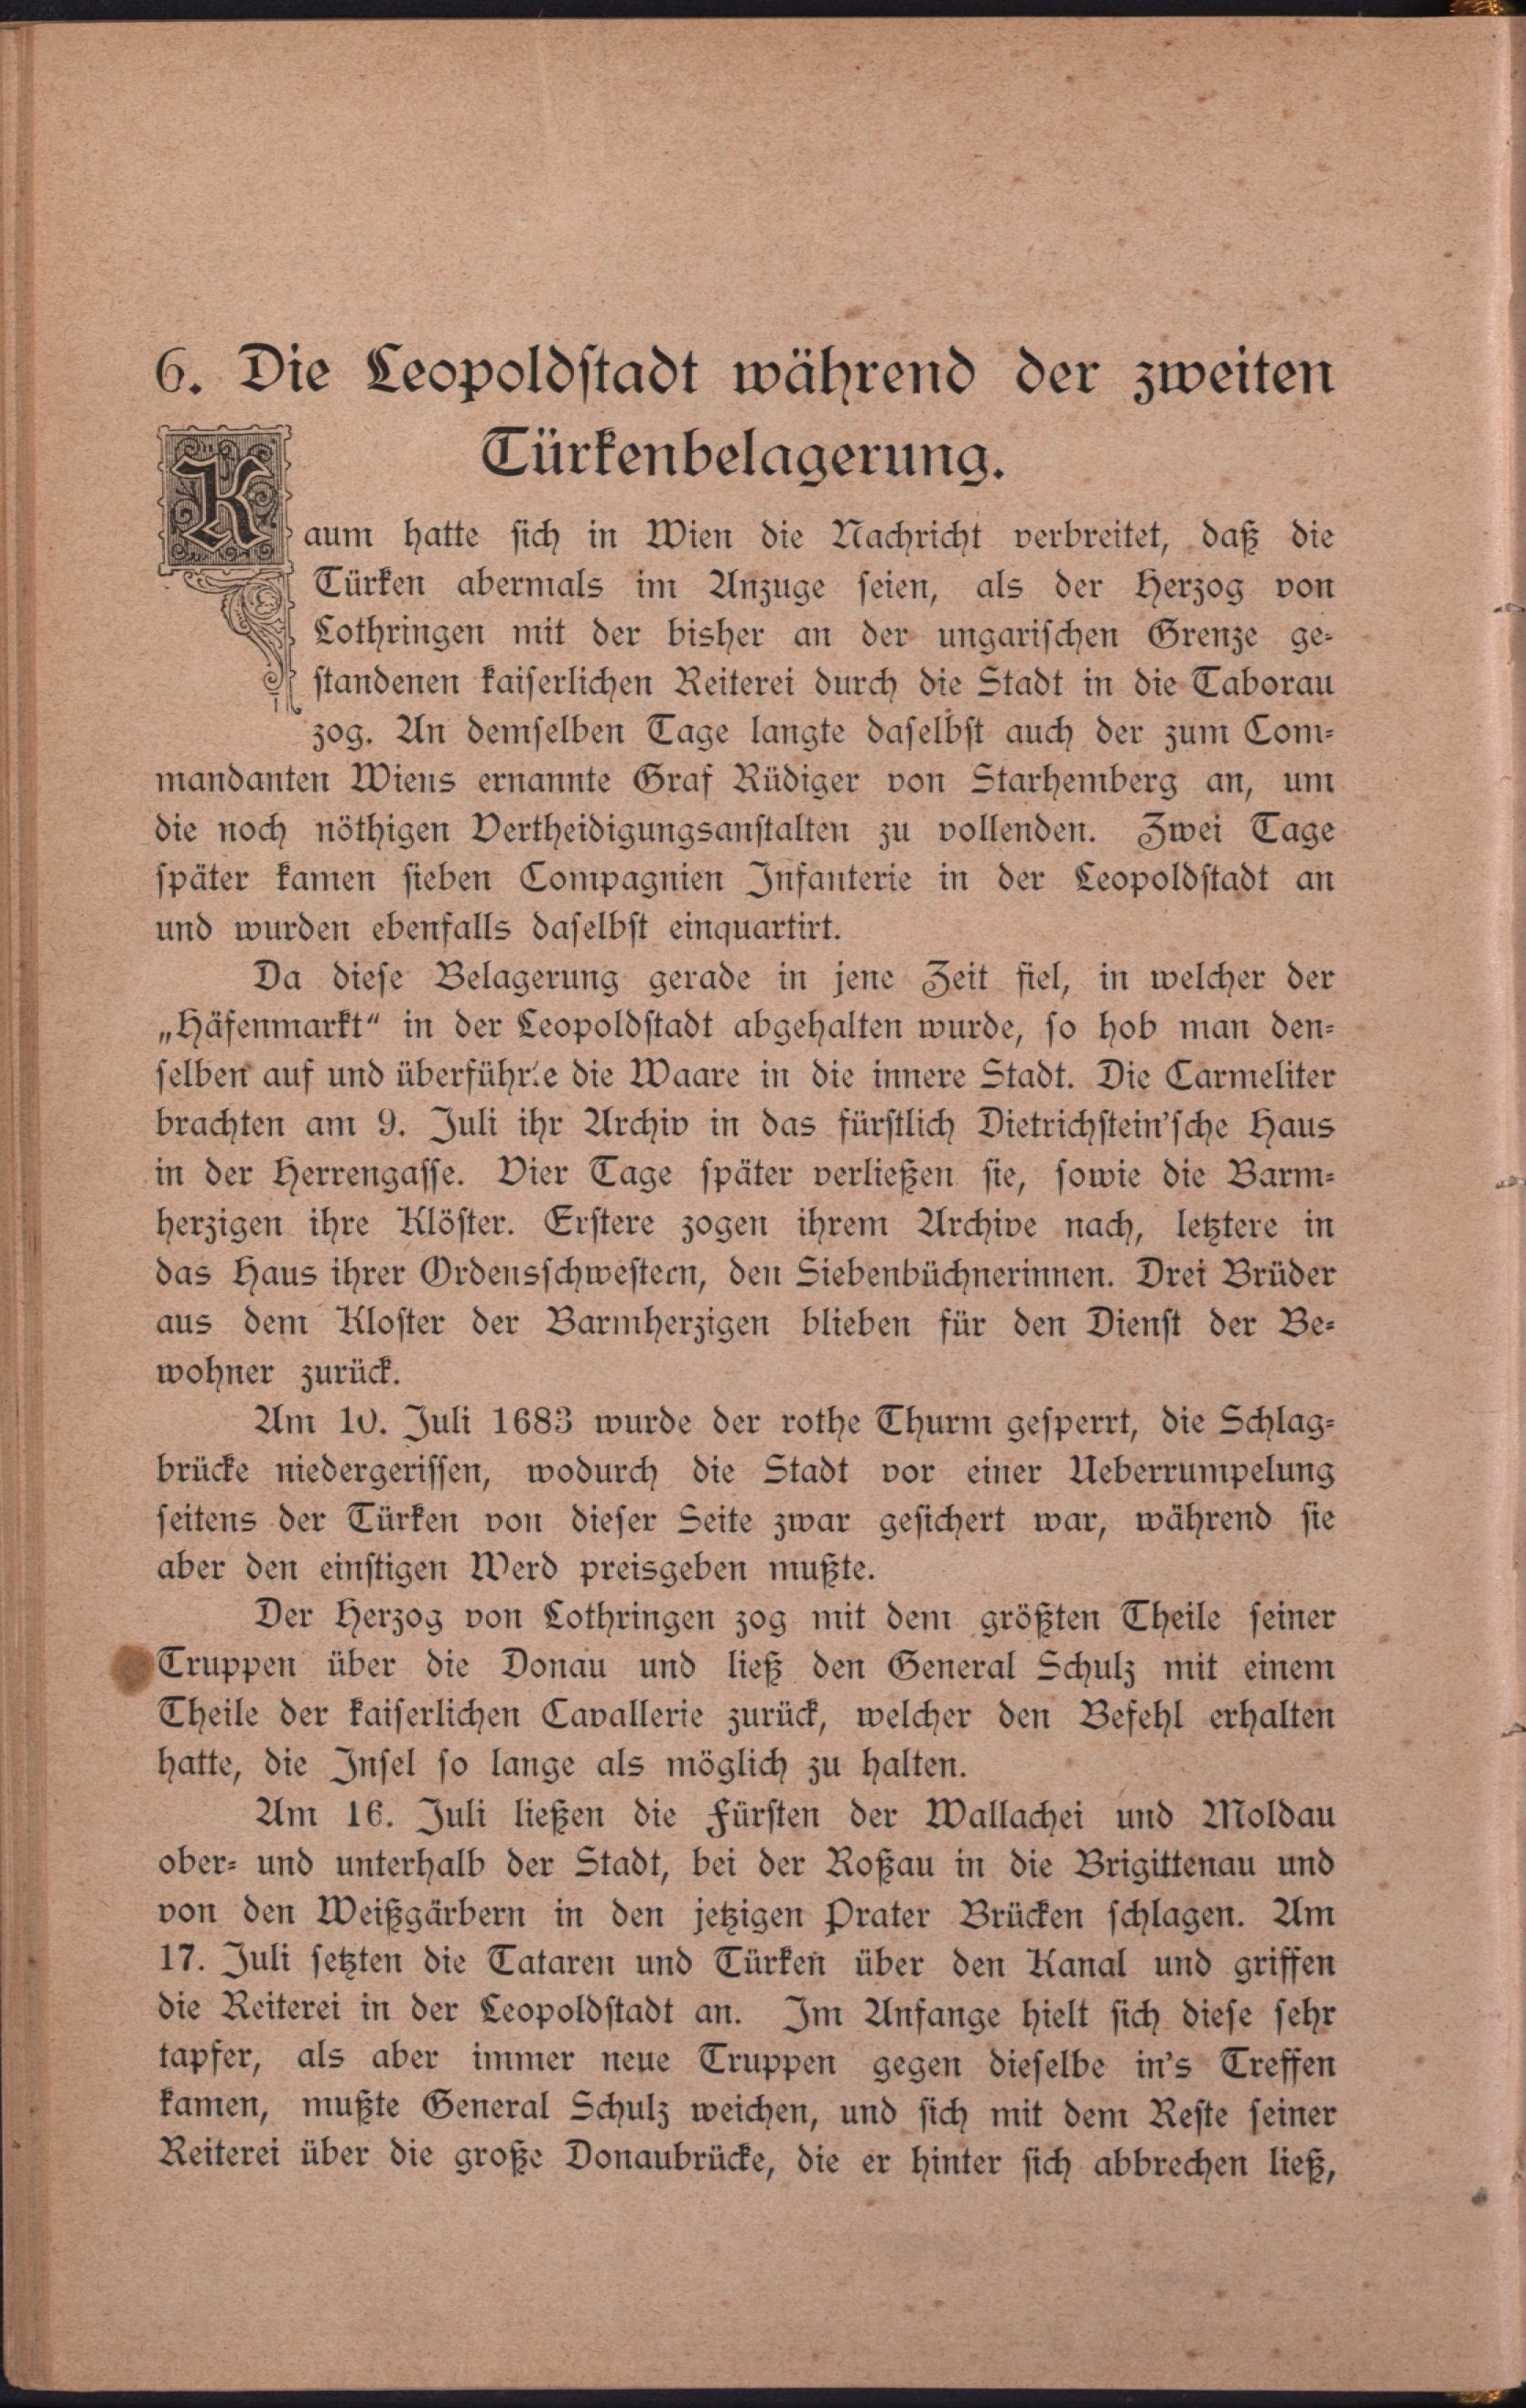 6. Die Leopoldstadt während der zweiten
Türkenbelagerung.
Kaum hatte sich in Wien die Nachricht verbreitet, daß die
Türken abermals im Anzuge seien, als der Herzog von
Lothringen mit der bisher an der ungarischen Grenze ge-
standenen kaiserlichen Reiterei durch die Stadt in die Taborau
zog. An demselben Tage langte daselbst auch der zum Com-
mandanten Wiens ernannte Graf Rüdiger von Starhemberg an, um
die noch nöthigen Vertheidigungsanstalten zu vollenden. Zwei Tage
später kamen sieben Compagnien Infanterie in der Leopoldstadt an
und wurden ebenfalls daselbst einquartirt.
Da diese Belagerung gerade in jene Zeit fiel, in welcher der
„Häfenmarkt“ in der Leopoldstadt abgehalten wurde, so hob man den-
selben auf und überführte die Waare in die innere Stadt. Die Carmeliter
brachten am 9. Juli ihr Archiv in das fürstlich Dietrichstein'sche Haus
in der Herrengasse. Vier Tage später verließen sie, sowie die Barm-
herzigen ihre Klöster. Erstere zogen ihrem Archive nach, letztere in
das Haus ihrer Ordensschwestern, den Siebenbüchnerinnen. Drei Brüder
aus dem Kloster der Barmherzigen blieben für den Dienst der Be-
wohner zurück.
Am 10. Juli 1683 wurde der rothe Thurm gesperrt, die Schlag-
brücke niedergerissen, wodurch die Stadt vor einer Ueberrumpelung
seitens der Türken von dieser Seite zwar gesichert war, während sie
aber den einstigen Werd preisgeben mußte.
Der Herzog von Lothringen zog mit dem größten Theile seiner
Truppen über die Donau und ließ den General Schulz mit einem
Theile der kaiserlichen Cavallerie zurück, welcher den Befehl erhalten
hatte, die Insel so lange als möglich zu halten.
Am 16. Juli ließen die Fürsten der Wallachei und Moldau
ober- und unterhalb der Stadt, bei der Roßau in die Brigittenau und
von den Weißgärbern in den jetzigen Prater Brücken schlagen. Am
17. Juli setzten die Tataren und Türken über den Kanal und griffen
die Reiterei in der Leopoldstadt an. Im Anfange hielt sich diese sehr
tapfer, als aber immer neue Truppen gegen dieselbe in's Treffen
kamen, mußte General Schulz weichen, und sich mit dem Reste seiner
Reiterei über die große Donaubrücke, die er hinter sich abbrechen ließ,